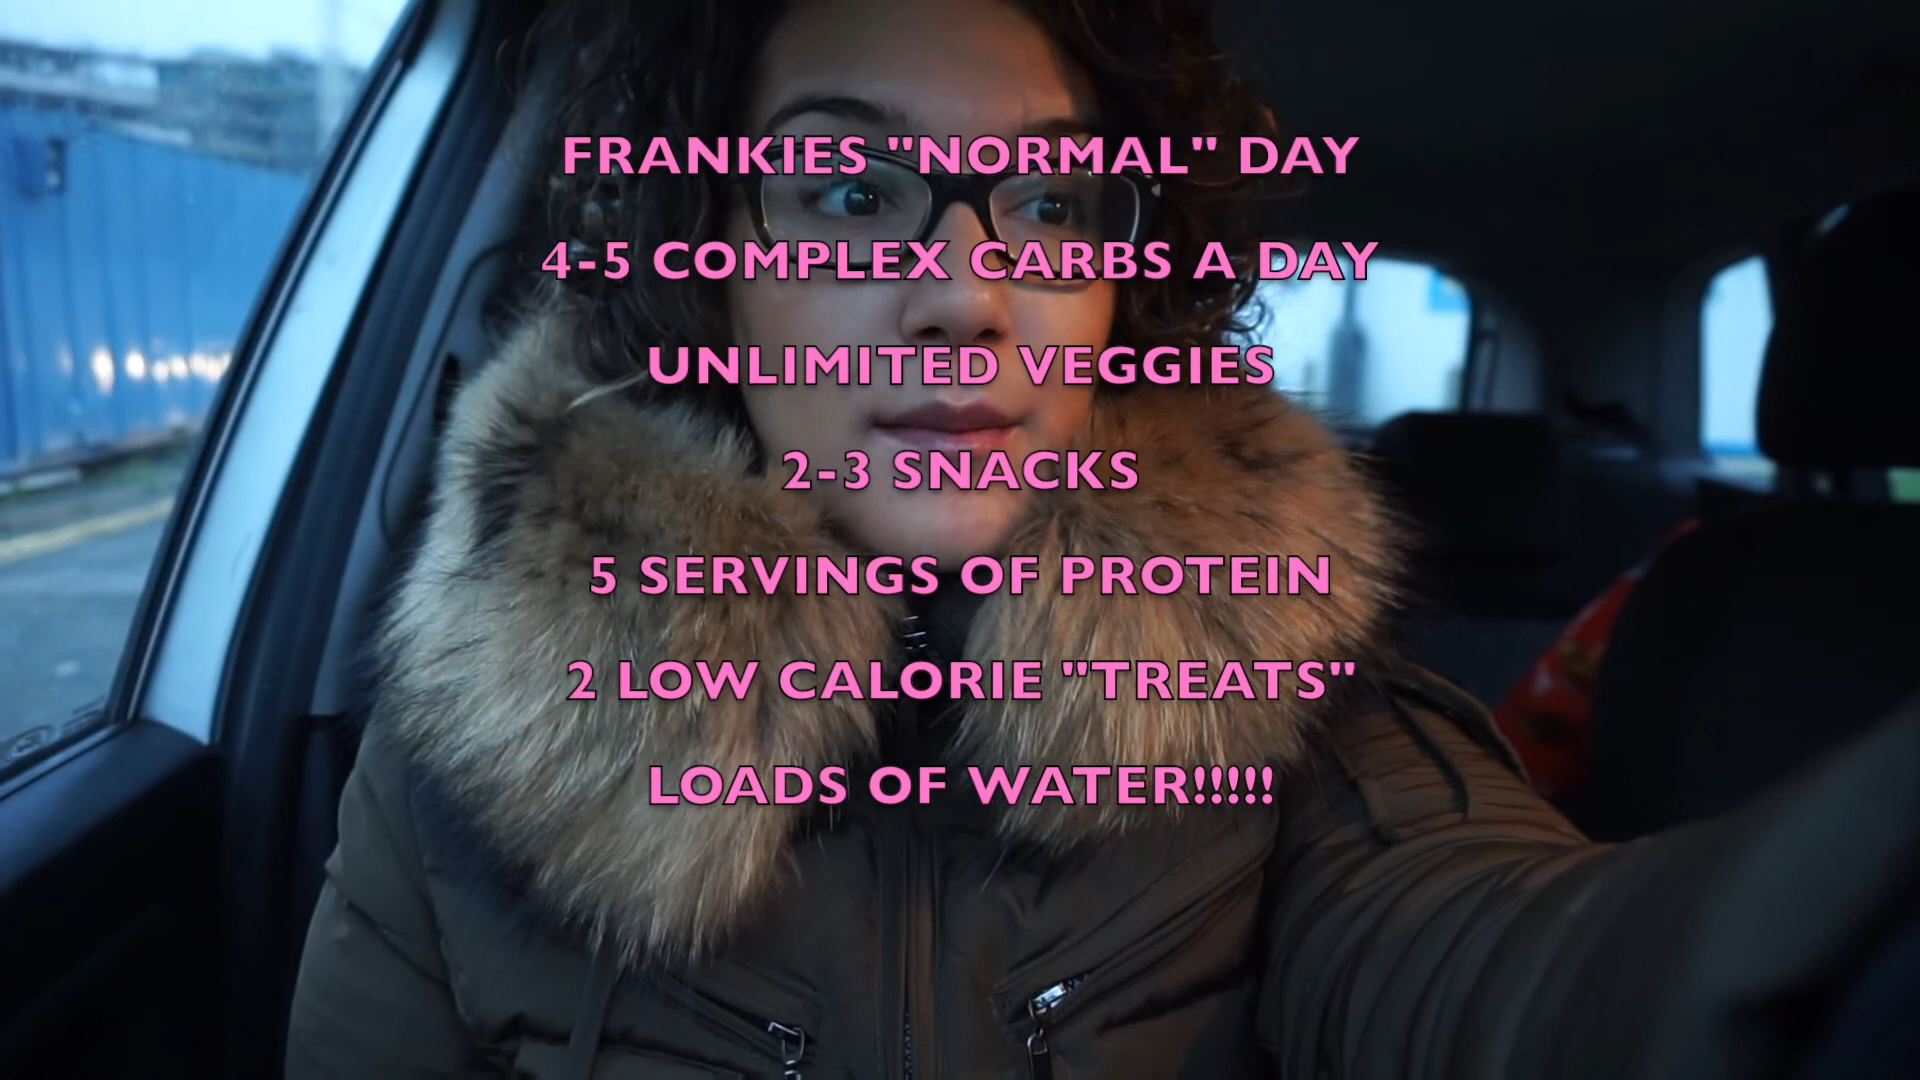 FRANKIES "NORMAL" DAY
4-5 COMPLEX CARBS A DAY
UNLIMITED VEGGIES
2-3 SNACKS
5 SERVINGS OF PROTEIN
2 LOW CALORIE "TREATS"
LOADS OF WATER!!!!!